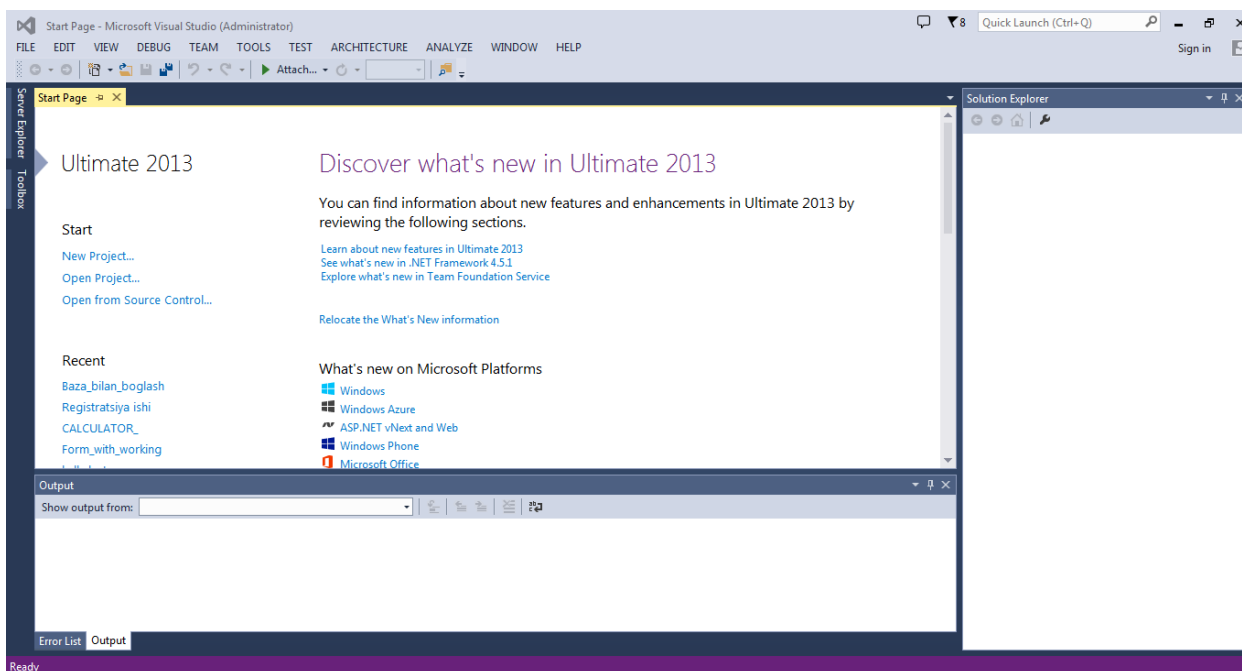 Start Page - Microsoft Visual Studio (Administrator)
8
Quick Launch (Ctrl+Q)
FILE EDIT VIEW DEBUG TEAM TOOLS TEST ARCHITECTURE ANALYZE WINDOW HELP
Sign in
Attach...
Server Explorer
Toolbox
Start Page
Ultimate 2013
Start
New Project...
Open Project...
Open from Source Control...
Recent
Baza_bilan_boglash
Registratsiya ishi
CALCULATOR_
Form_with_working
Discover what's new in Ultimate 2013
You can find information about new features and enhancements in Ultimate 2013 by
reviewing the following sections.
Learn about new features in Ultimate 2013
See what's new in .NET Framework 4.5.1
Explore what's new in Team Foundation Service
Relocate the What's New information
What's new on Microsoft Platforms
Windows
Windows Azure
ASP.NET vNext and Web
Windows Phone
Microsoft Office
Solution Explorer
Output
Show output from:
Error List Output
Ready